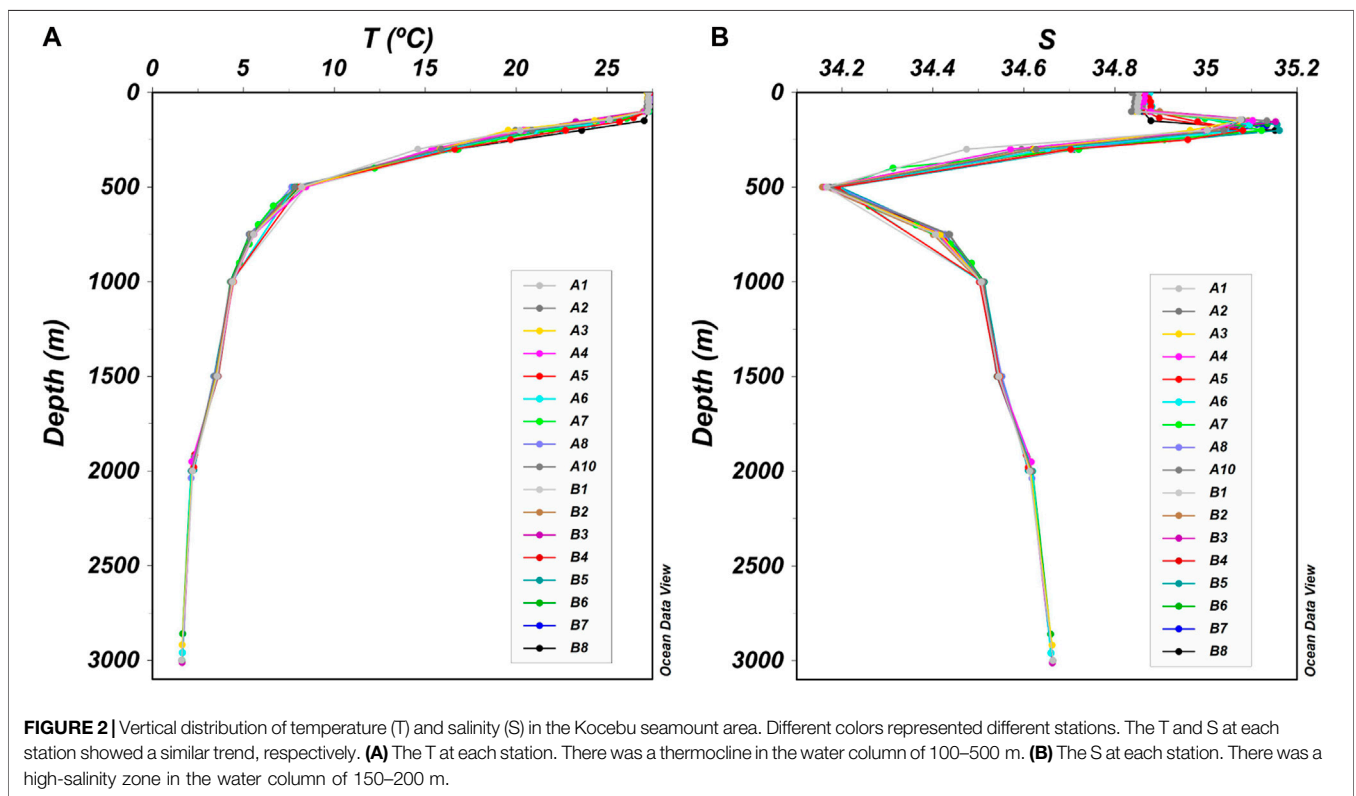 A
T (ºC)
0 5 10 15 20 25
0
500
1000
1500
2000
2500
3000
Depth (m)
A1
A2
A3
A4
A5
A6
A7
A8
A10
B1
B2
B3
B4
B5
B6
B7
B8
Ocean Data View
B
S
34.2 34.4 34.6 34.8 35 35.2
0
500
1000
1500
2000
2500
3000
Depth (m)
A1
A2
A3
A4
A5
A6
A7
A8
A10
B1
B2
B3
B4
B5
B6
B7
B8
Ocean Data View
FIGURE 2 | Vertical distribution of temperature (T) and salinity (S) in the Kocebu seamount area. Different colors represented different stations. The T and S at each
station showed a similar trend, respectively. (A) The T at each station. There was a thermocline in the water column of 100–500 m. (B) The S at each station. There was a
high-salinity zone in the water column of 150–200 m.